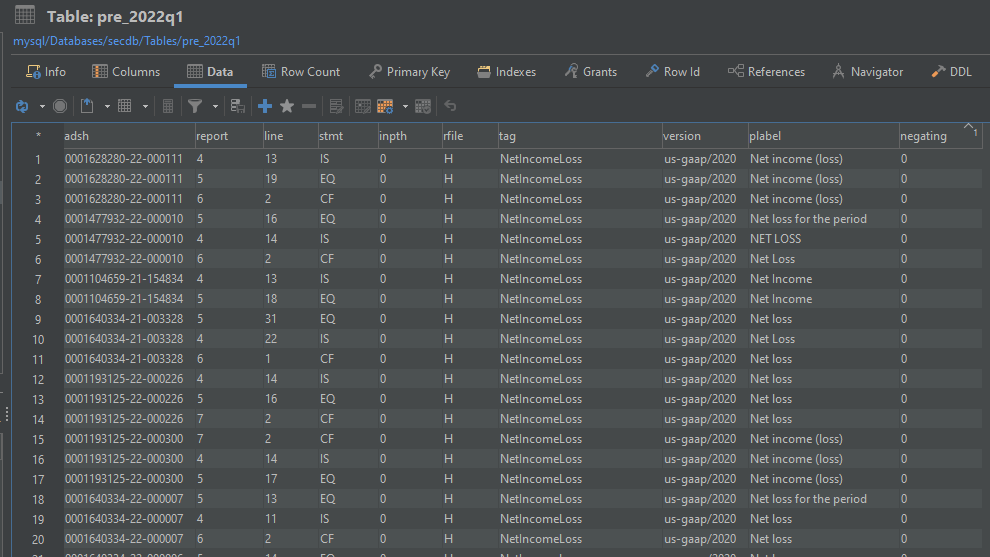 Table: pre_2022q1
mysql/Databases/secdb/Tables/pre_2022q1
Info Columns Data Row Count Primary Key Indexes Grants Row Id References Navigator DDL
* adsh report line stmt inpth rfile tag version plabel negating 1
1 0001628280-22-000111 4 13 IS 0 H NetIncomeLoss us-gaap/2020 Net income (loss) 0
2 0001628280-22-000111 5 19 EQ 0 H NetIncomeLoss us-gaap/2020 Net income (loss) 0
3 0001628280-22-000111 6 2 CF 0 H NetIncomeLoss us-gaap/2020 Net income (loss) 0
4 0001477932-22-000010 5 16 EQ 0 H NetIncomeLoss us-gaap/2020 Net loss for the period 0
5 0001477932-22-000010 4 14 IS 0 H NetIncomeLoss us-gaap/2020 NET LOSS 0
6 0001477932-22-000010 6 2 CF 0 H NetIncomeLoss us-gaap/2020 Net Loss 0
7 0001104659-21-154834 4 13 IS 0 H NetIncomeLoss us-gaap/2020 Net Income 0
8 0001104659-21-154834 5 18 EQ 0 H NetIncomeLoss us-gaap/2020 Net Income 0
9 0001640334-21-003328 5 31 EQ 0 H NetIncomeLoss us-gaap/2020 Net loss 0
10 0001640334-21-003328 4 22 IS 0 H NetIncomeLoss us-gaap/2020 Net Loss 0
11 0001640334-21-003328 6 1 CF 0 H NetIncomeLoss us-gaap/2020 Net loss 0
12 0001193125-22-000226 4 14 IS 0 H NetIncomeLoss us-gaap/2020 Net loss 0
13 0001193125-22-000226 5 16 EQ 0 H NetIncomeLoss us-gaap/2020 Net loss 0
14 0001193125-22-000226 7 2 CF 0 H NetIncomeLoss us-gaap/2020 Net loss 0
15 0001193125-22-000300 7 2 CF 0 H NetIncomeLoss us-gaap/2020 Net income (loss) 0
16 0001193125-22-000300 4 14 IS 0 H NetIncomeLoss us-gaap/2020 Net income (loss) 0
17 0001193125-22-000300 5 17 EQ 0 H NetIncomeLoss us-gaap/2020 Net income (loss) 0
18 0001640334-22-000007 5 13 EQ 0 H NetIncomeLoss us-gaap/2020 Net loss for the period 0
19 0001640334-22-000007 4 11 IS 0 H NetIncomeLoss us-gaap/2020 Net loss 0
20 0001640334-22-000007 6 2 CF 0 H NetIncomeLoss us-gaap/2020 Net loss 0